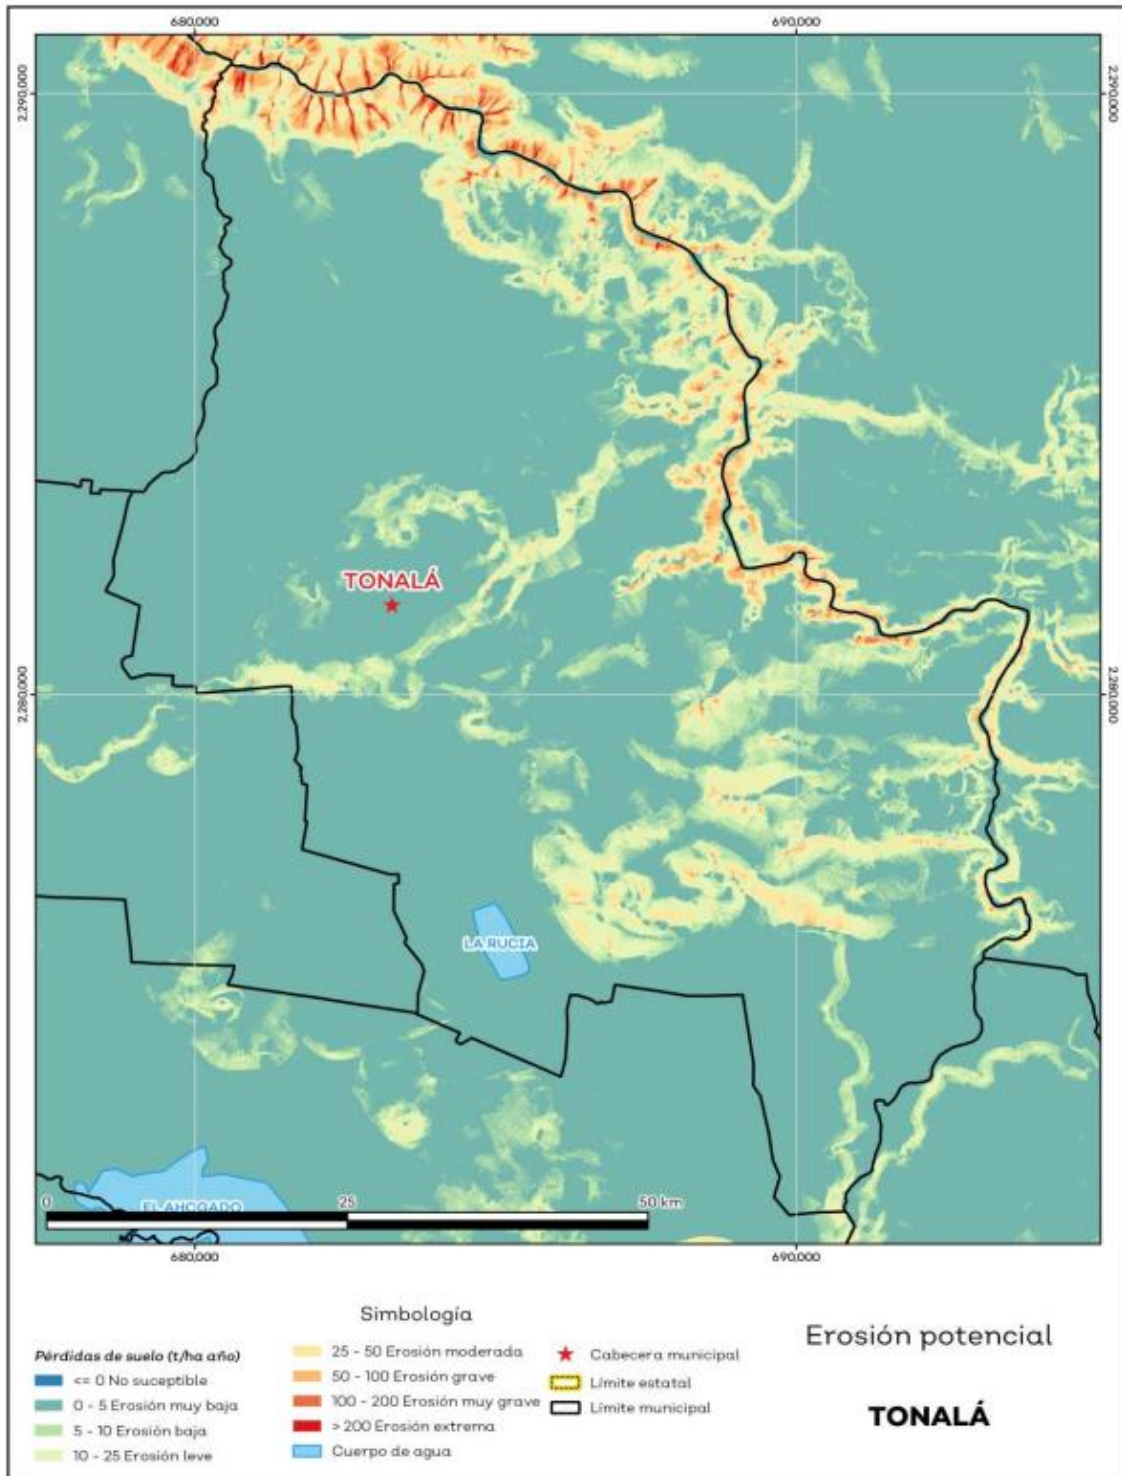 680,000 690,000
2,290,000 2,290,000
TONALÁ
2,280,000 2,280,000
LA RUCIA
EL AHOGADO
0 25 50 km
680,000 690,000
Simbología
Pérdidas de suelo (t/ha año)
<= 0 No suceptible
0 - 5 Erosión muy baja
5 - 10 Erosión baja
10 - 25 Erosión leve
25 - 50 Erosión moderada
50 - 100 Erosión grave
100 - 200 Erosión muy grave
> 200 Erosión extrema
Cuerpo de agua
Cabecera municipal
Límite estatal
Límite municipal
Erosión potencial
TONALÁ